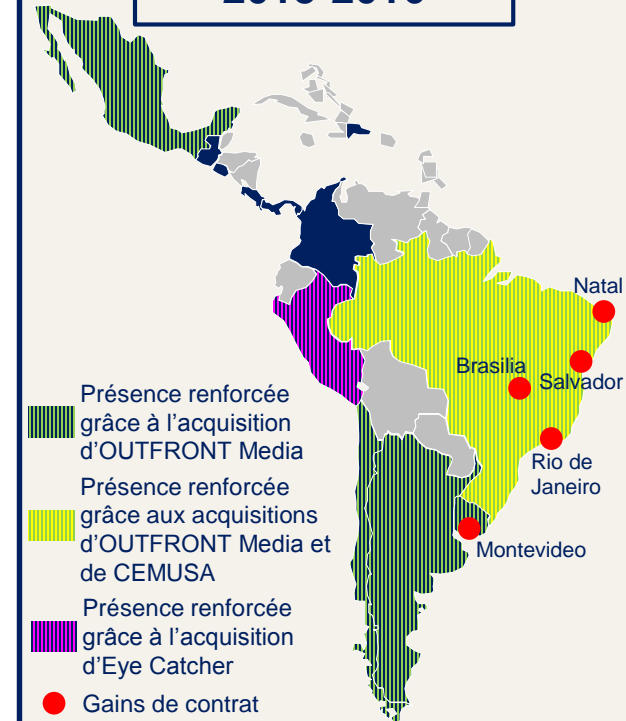 Natal
Brasilia
Salvador
Rio de
Janeiro
Montevideo
Présence renforcée
grâce à l’acquisition
d’OUTFRONT Media
Présence renforcée
grâce aux acquisitions
d’OUTFRONT Media et
de CEMUSA
Présence renforcée
grâce à l’acquisition
d’Eye Catcher
Gains de contrat